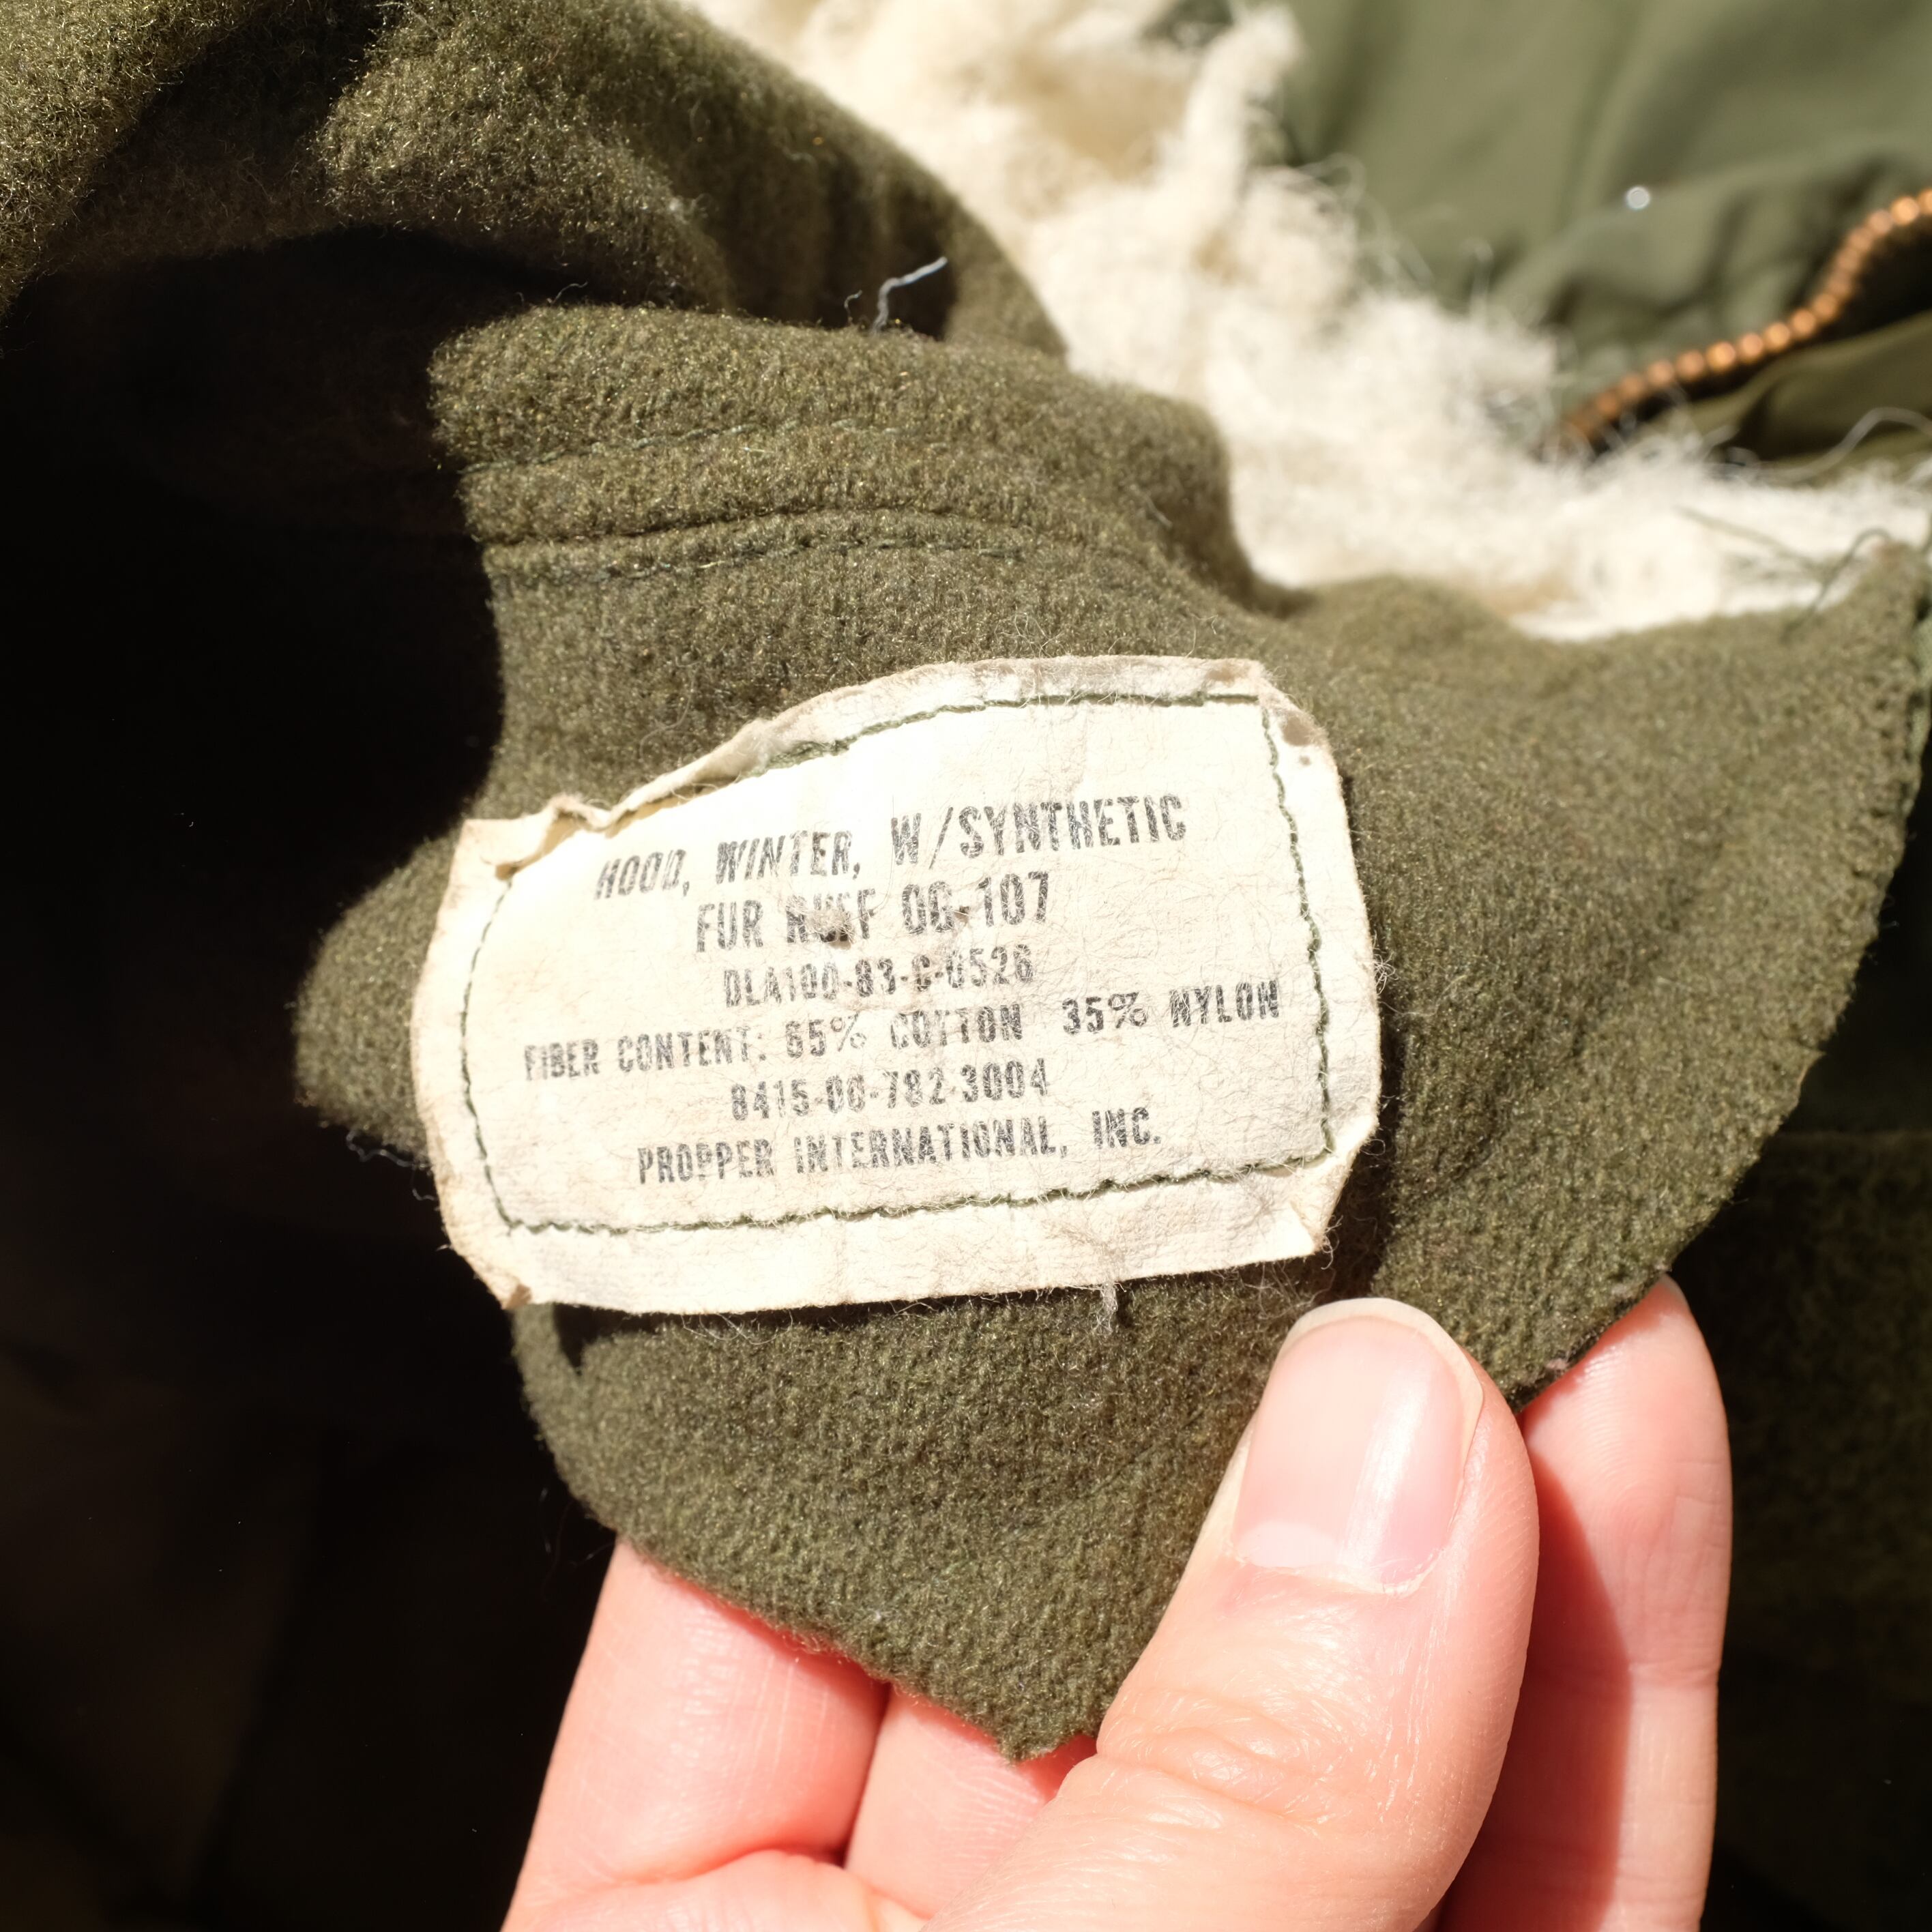 HOOD, WINTER, W/SYNTHETIC
FUR RUFF OG-107
DLA100-83-C-0526
FIBER CONTENT: 65% COTTON 35% NYLON
8415-00-782-3004
PROPPER INTERNATIONAL, INC.